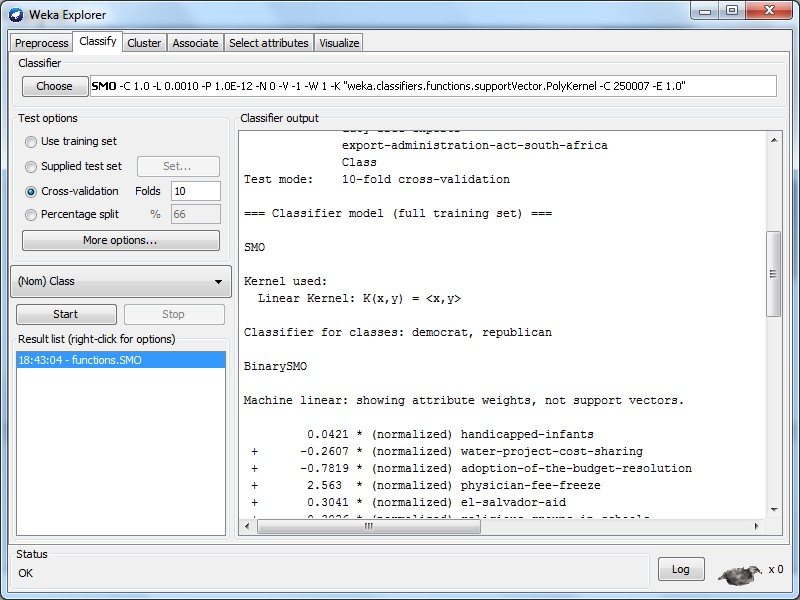 Weka Explorer
Preprocess Classify Cluster Associate Select attributes Visualize
Classifier
Choose SMO -C 1.0 -L 0.0010 -P 1.0E-12 -N 0 -V -1 -W 1 -K "weka.classifiers.functions.supportVector.PolyKernel -C 250007 -E 1.0"
Test options
Use training set
Supplied test set Set...
Cross-validation Folds 10
Percentage split % 66
More options...
(Nom) Class
Start Stop
Result list (right-click for options)
18:43:04 - functions.SMO
Classifier output
export-administration-act-south-africa
Class
Test mode: 10-fold cross-validation
=== Classifier model (full training set) ===
SMO
Kernel used:
Linear Kernel: K(x,y) = <x,y>
Classifier for classes: democrat, republican
BinarySMO
Machine linear: showing attribute weights, not support vectors.
0.0421 * (normalized) handicapped-infants
+ -0.2607 * (normalized) water-project-cost-sharing
+ -0.7819 * (normalized) adoption-of-the-budget-resolution
+ 2.563 * (normalized) physician-fee-freeze
+ 0.3041 * (normalized) el-salvador-aid
Status
OK
Log
x 0